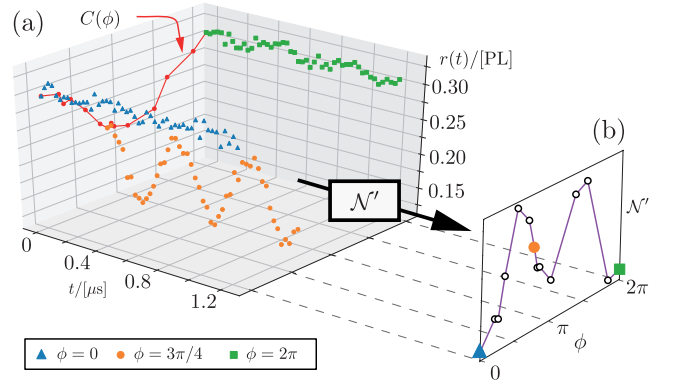 (a)
C(ϕ)
r(t)/[PL]
0.30
0.25
0.20
0.15
0
0.4
0.8
1.2
t/[μs]
𝒩′
(b)
𝒩′
0
π
2π
ϕ
ϕ = 0
ϕ = 3π/4
ϕ = 2π